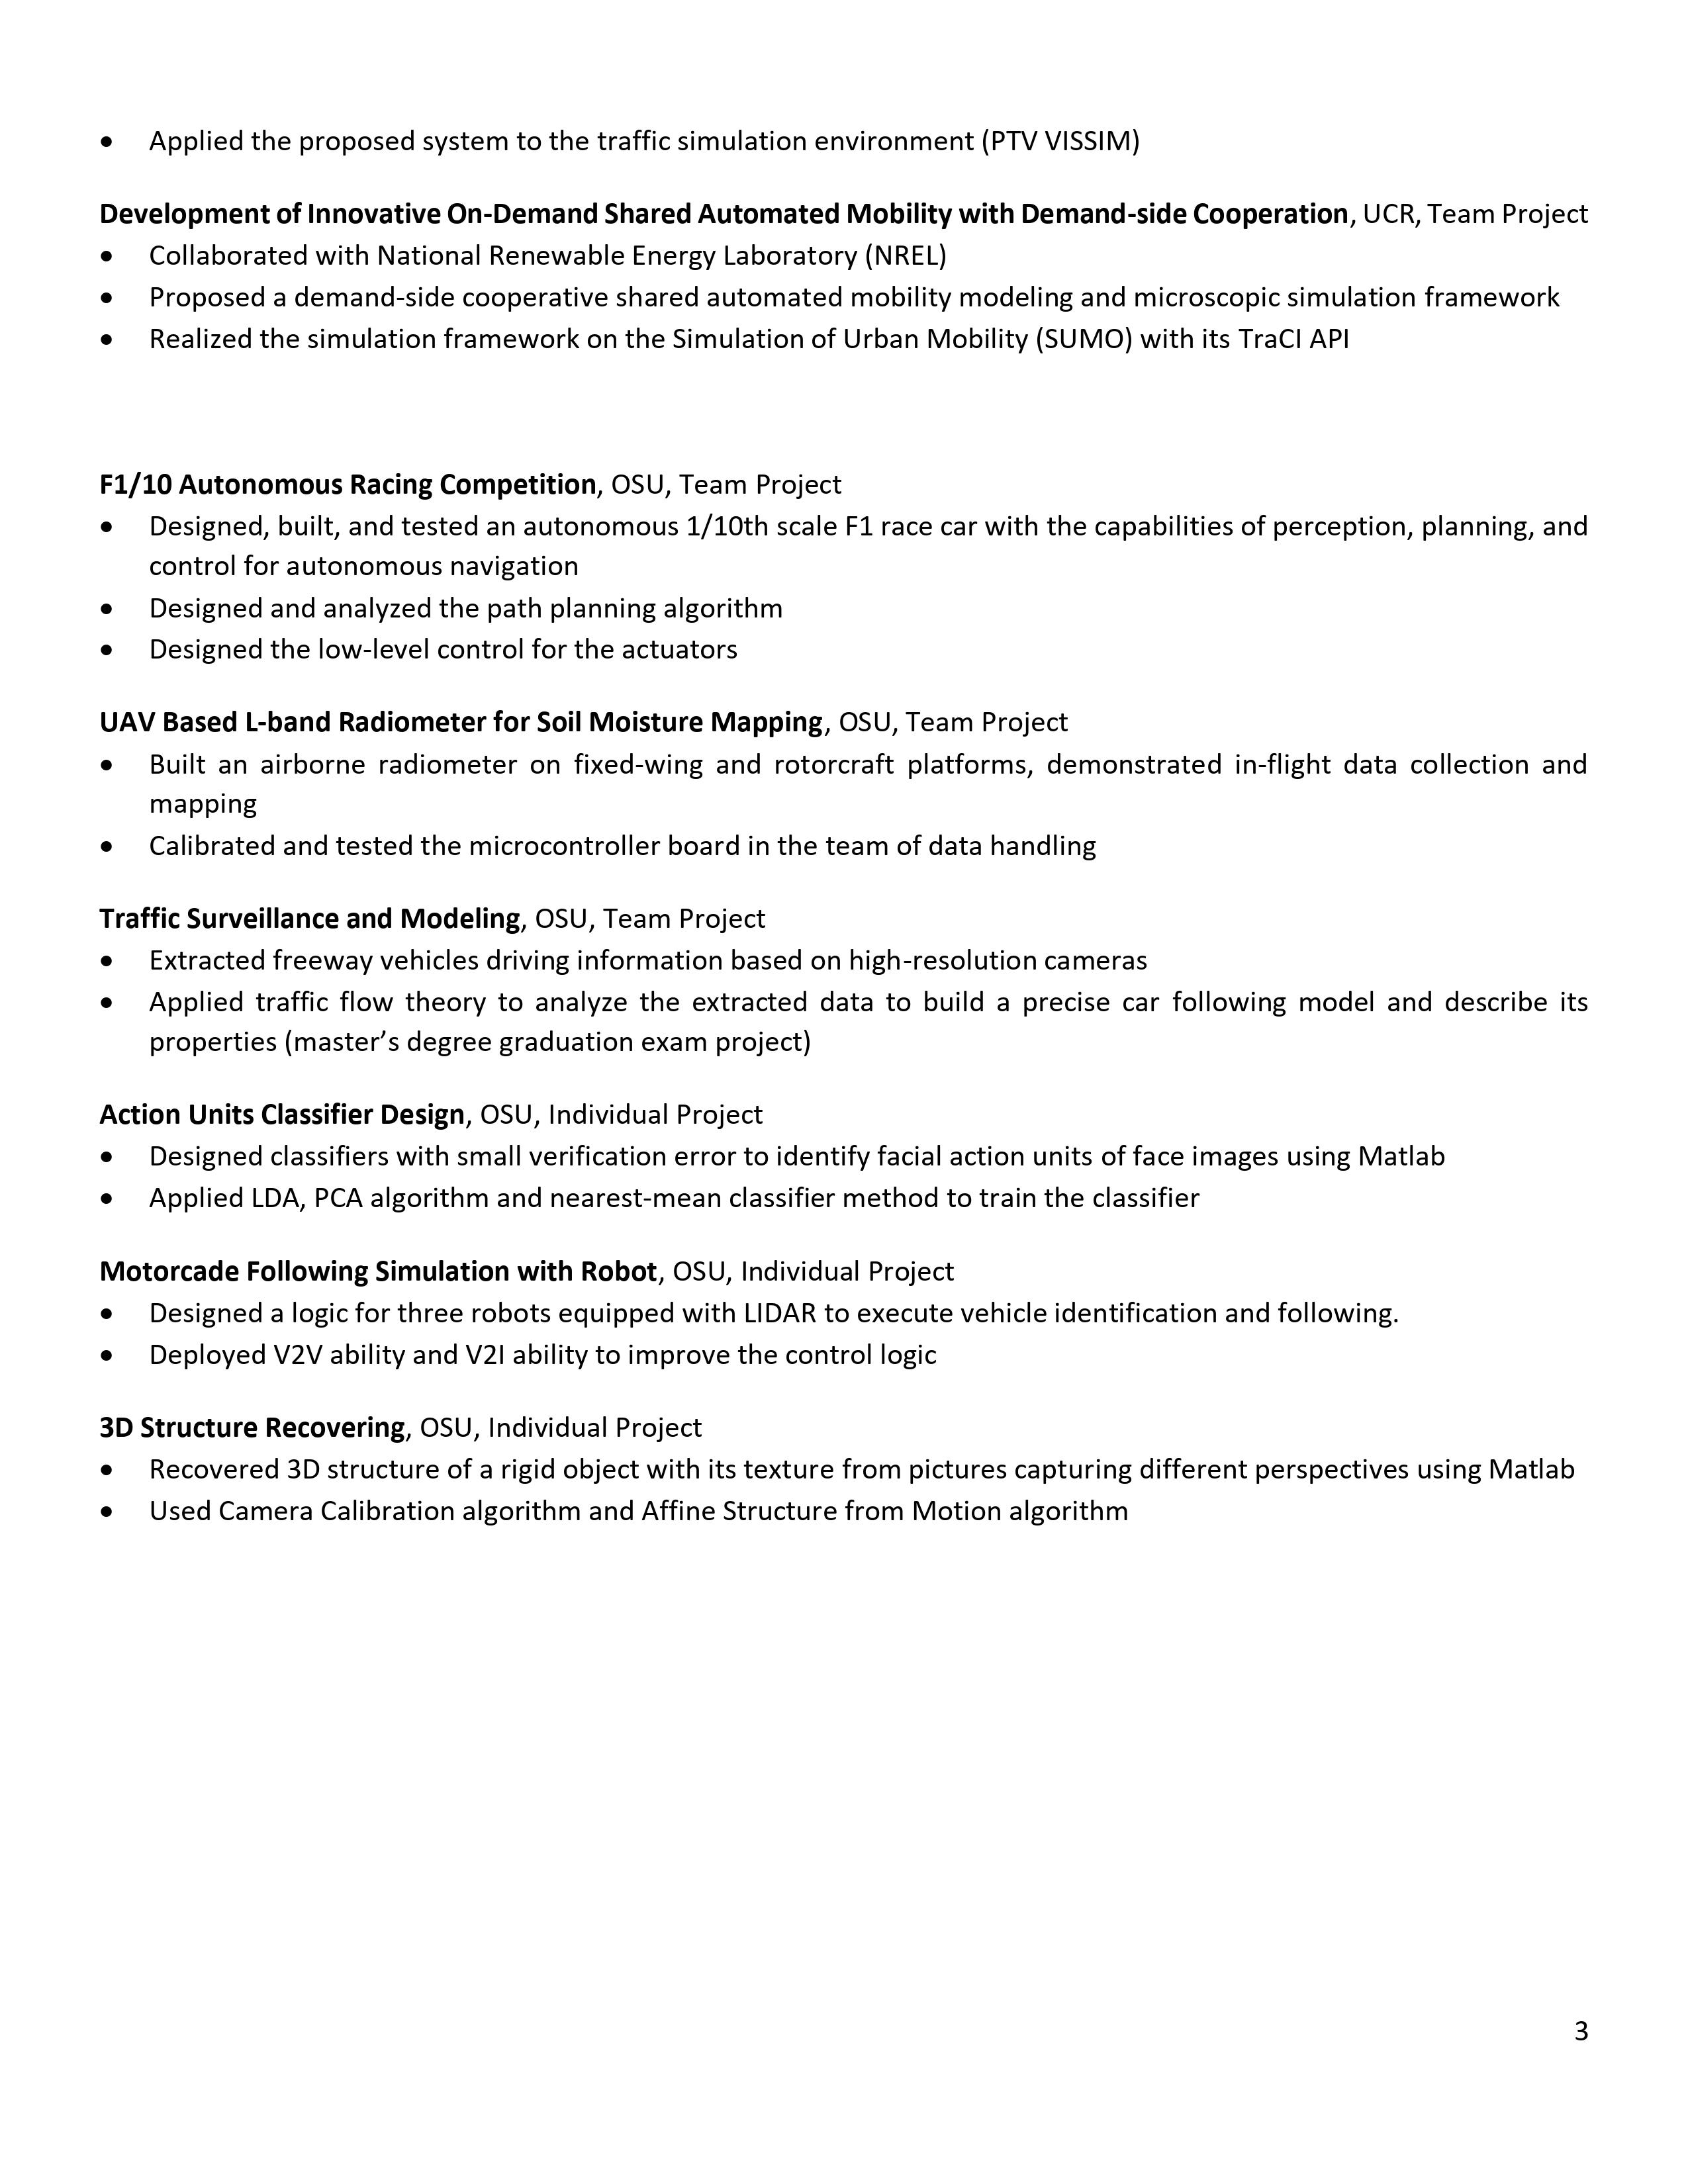 • Applied the proposed system to the traffic simulation environment (PTV VISSIM)
Development of Innovative On-Demand Shared Automated Mobility with Demand-side Cooperation, UCR, Team Project
• Collaborated with National Renewable Energy Laboratory (NREL)
• Proposed a demand-side cooperative shared automated mobility modeling and microscopic simulation framework
• Realized the simulation framework on the Simulation of Urban Mobility (SUMO) with its TraCI API
F1/10 Autonomous Racing Competition, OSU, Team Project
• Designed, built, and tested an autonomous 1/10th scale F1 race car with the capabilities of perception, planning, and
control for autonomous navigation
• Designed and analyzed the path planning algorithm
• Designed the low-level control for the actuators
UAV Based L-band Radiometer for Soil Moisture Mapping, OSU, Team Project
• Built an airborne radiometer on fixed-wing and rotorcraft platforms, demonstrated in-flight data collection and
mapping
• Calibrated and tested the microcontroller board in the team of data handling
Traffic Surveillance and Modeling, OSU, Team Project
• Extracted freeway vehicles driving information based on high-resolution cameras
• Applied traffic flow theory to analyze the extracted data to build a precise car following model and describe its
properties (master’s degree graduation exam project)
Action Units Classifier Design, OSU, Individual Project
• Designed classifiers with small verification error to identify facial action units of face images using Matlab
• Applied LDA, PCA algorithm and nearest-mean classifier method to train the classifier
Motorcade Following Simulation with Robot, OSU, Individual Project
• Designed a logic for three robots equipped with LIDAR to execute vehicle identification and following.
• Deployed V2V ability and V2I ability to improve the control logic
3D Structure Recovering, OSU, Individual Project
• Recovered 3D structure of a rigid object with its texture from pictures capturing different perspectives using Matlab
• Used Camera Calibration algorithm and Affine Structure from Motion algorithm
3